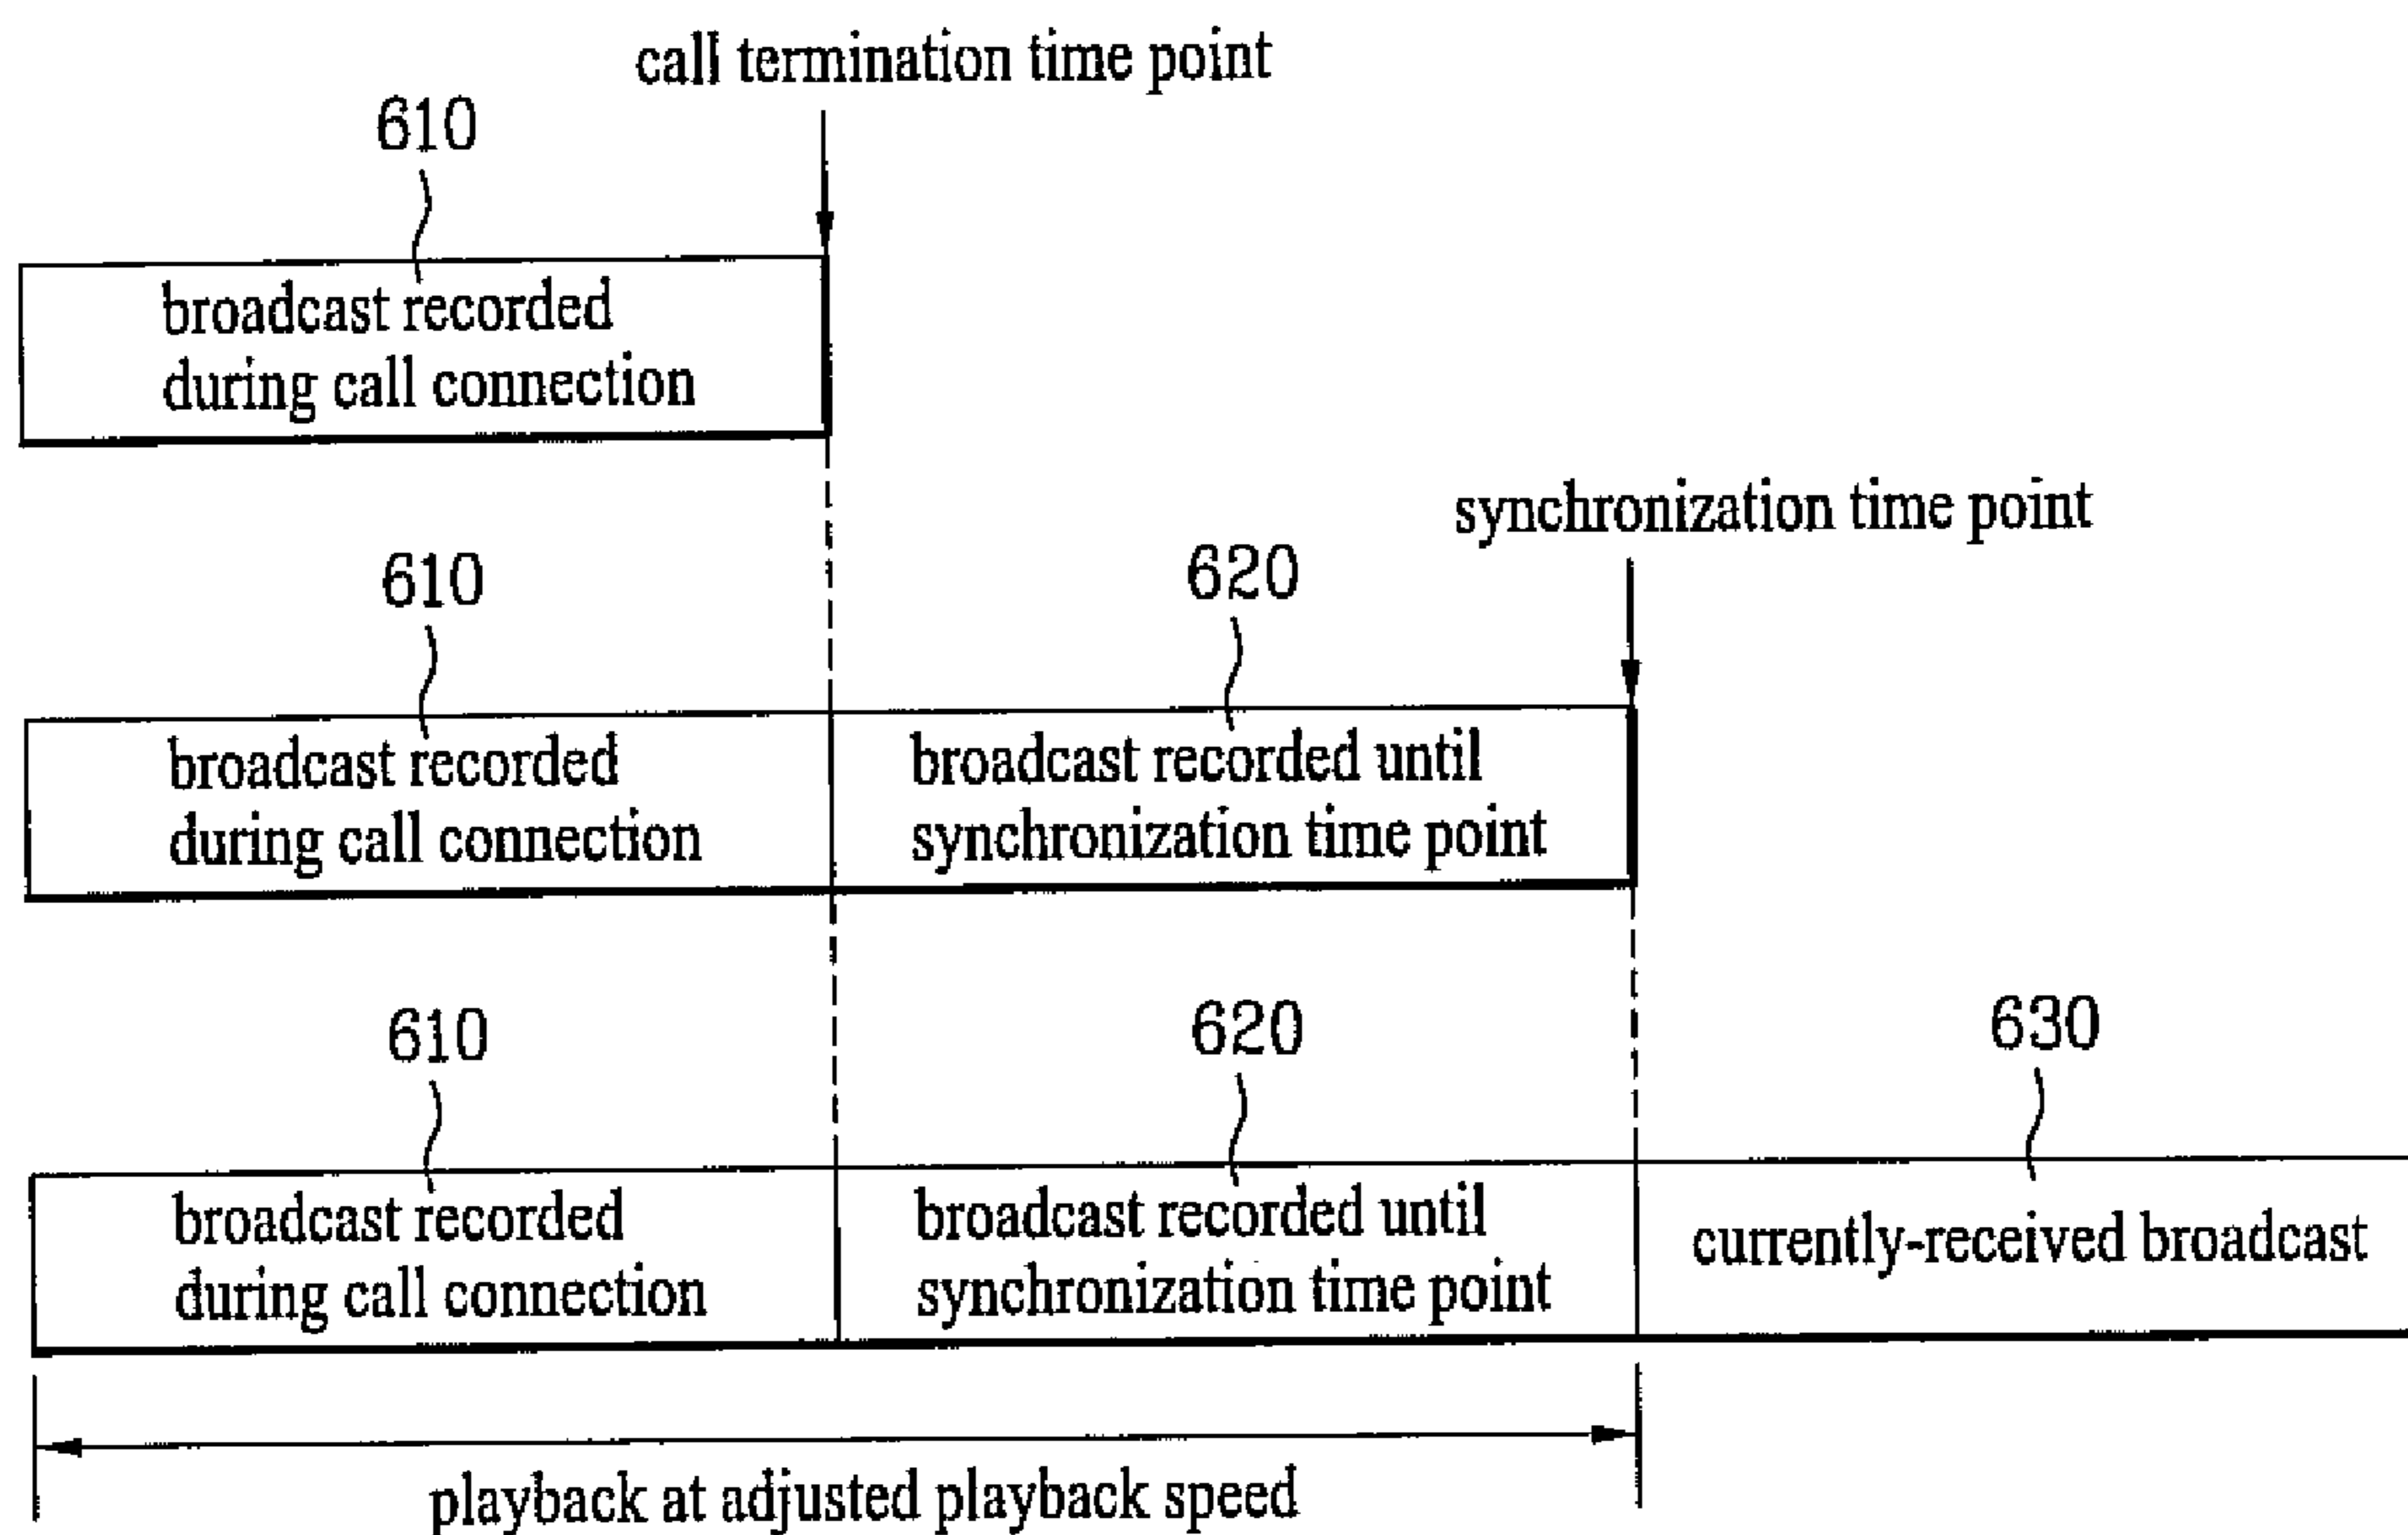 call termination time point
610
broadcast recorded
during call connection
synchronization time point
610
620
broadcast recorded
during call connection
broadcast recorded until
synchronization time point
610
620
630
broadcast recorded
during call connection
broadcast recorded until
synchronization time point
currently-received broadcast
playback at adjusted playback speed